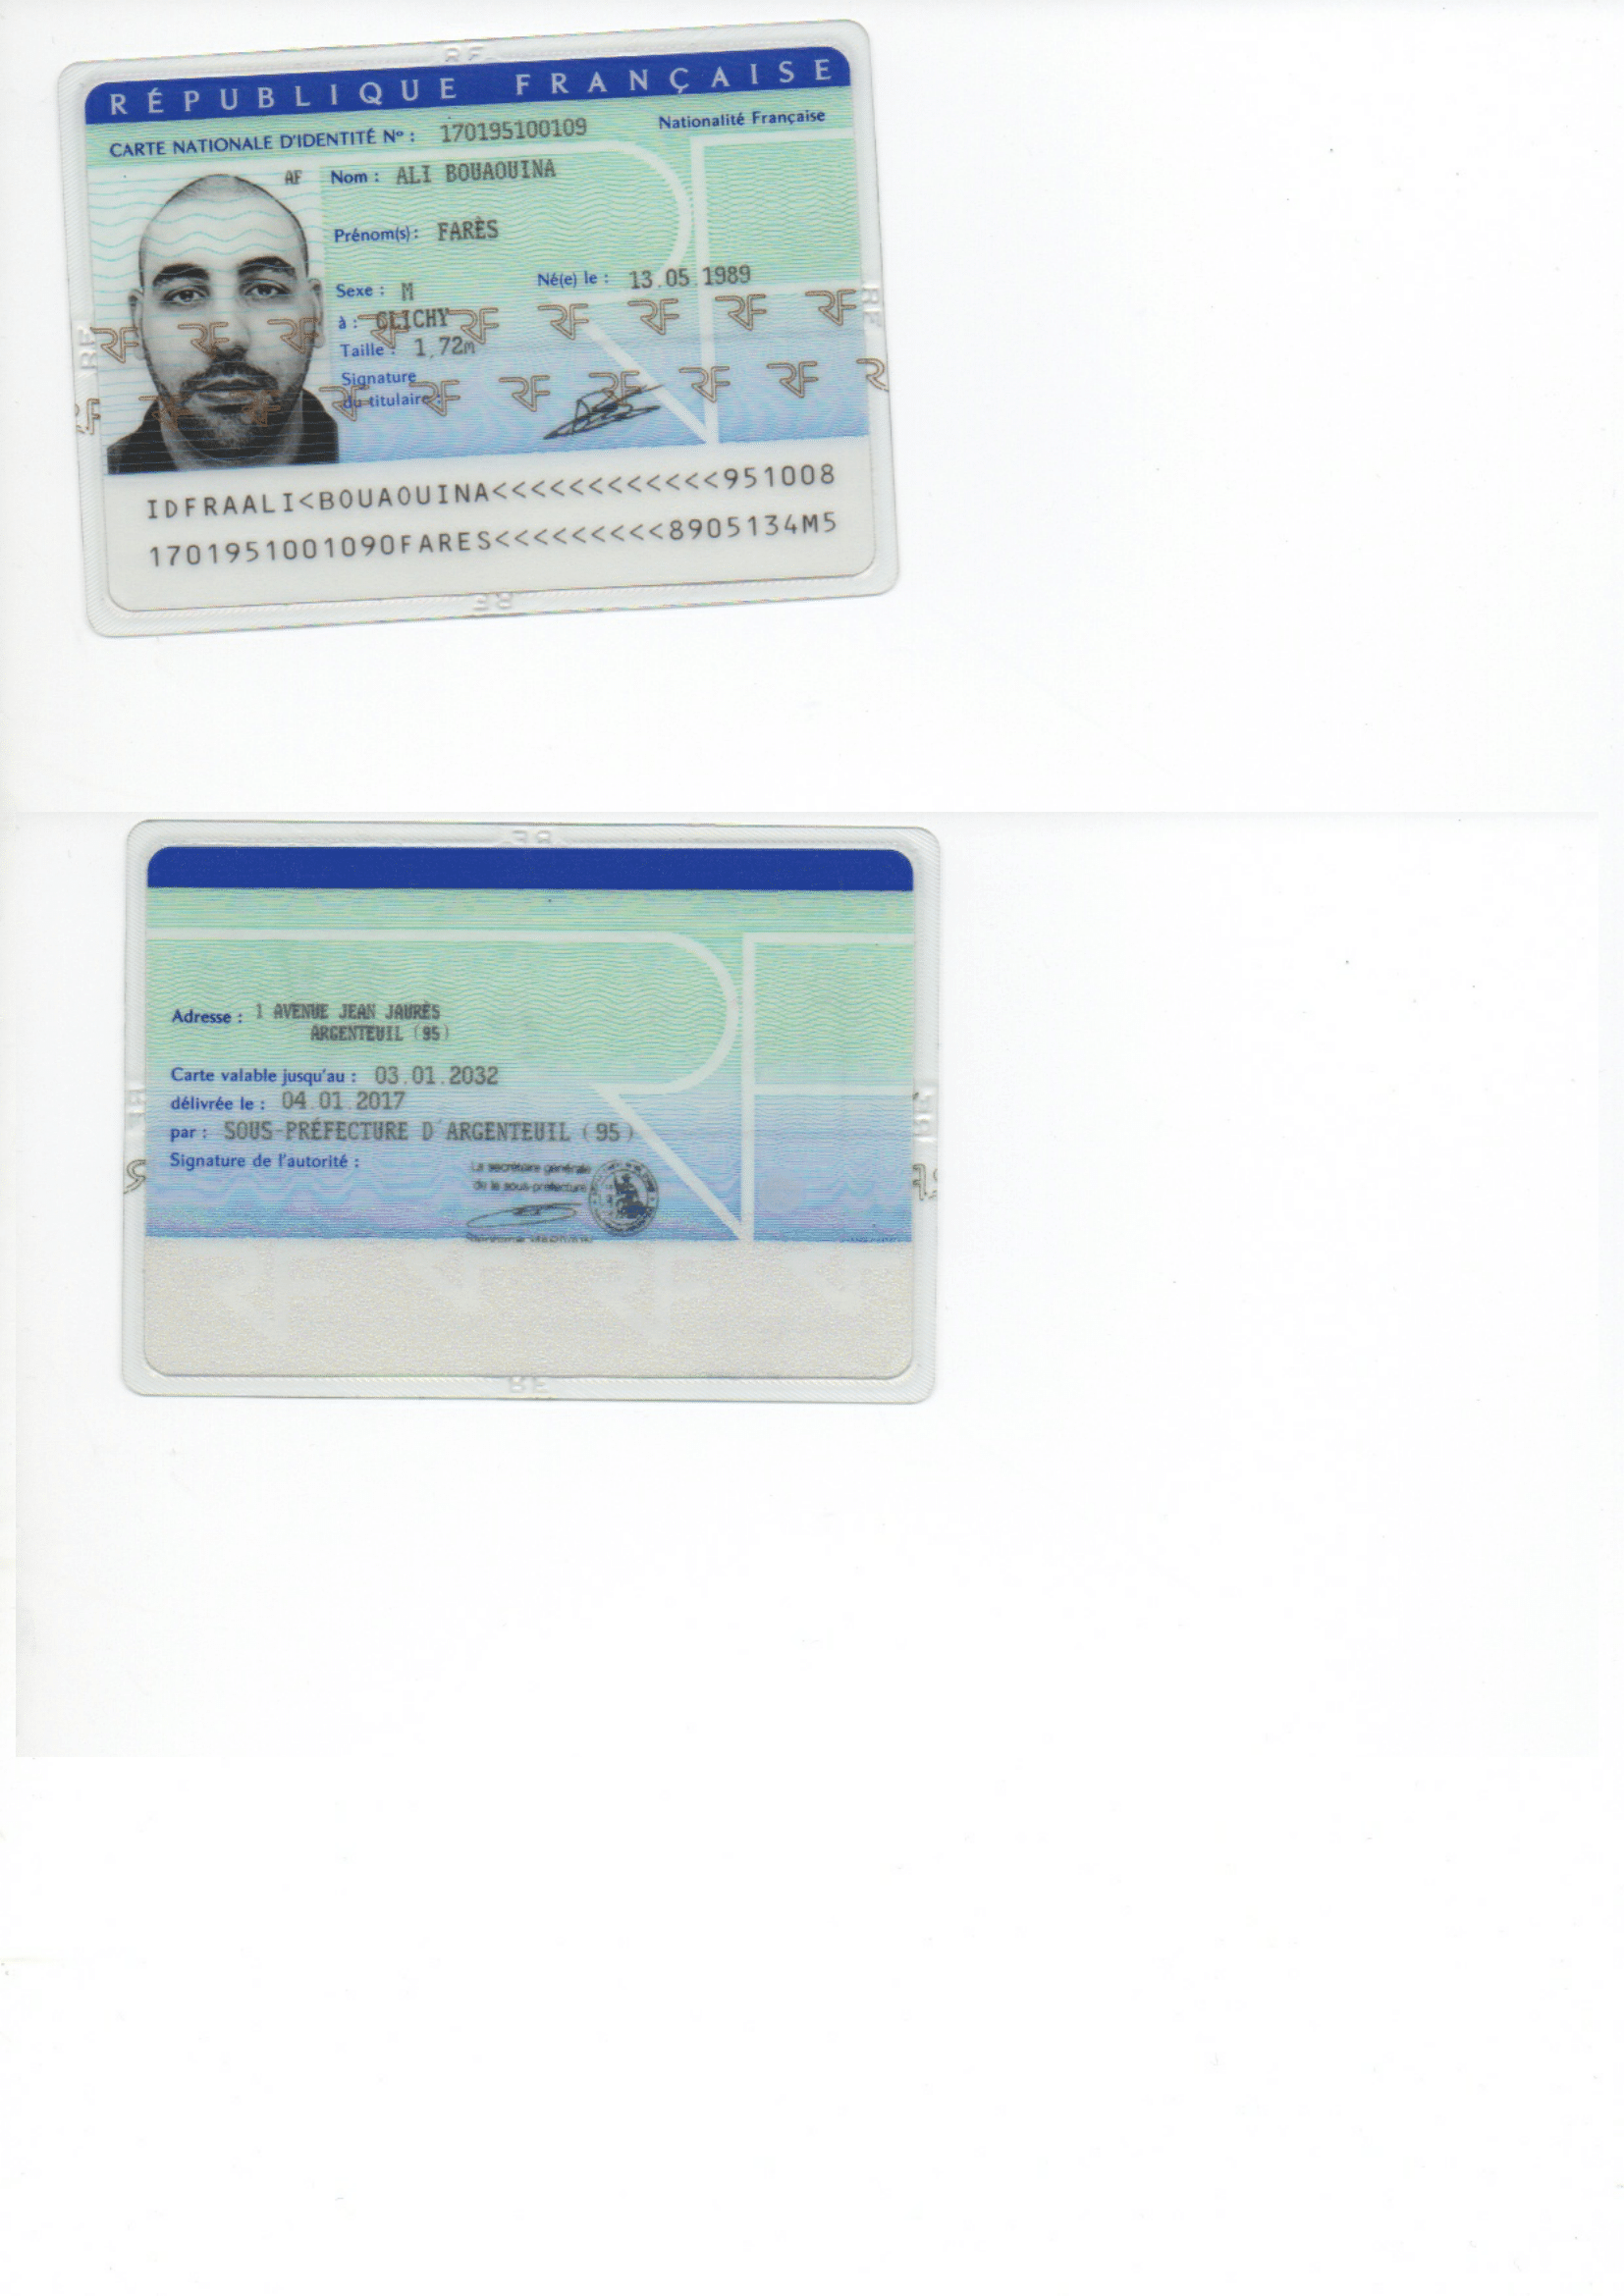 RÉPUBLIQUE FRANÇAISE
CARTE NATIONALE D'IDENTITÉ Nº : 170195100109 Nationalité Française
AF Nom : ALI BOUAOUINA
Prénom(s) : FARÈS
Sexe : M Né(e) le : 13.05.1989
à : CLICHY
Taille : 1,72m
Signature
du titulaire :
IDFRAALI<BOUAOUINA<<<<<<<<<<<<951008
1701951001090FARES<<<<<<<<<8905134M5
Adresse : 1 AVENUE JEAN JAURÈS
ARGENTEUIL (95)
Carte valable jusqu'au : 03.01.2032
délivrée le : 04.01.2017
par : SOUS-PRÉFECTURE D'ARGENTEUIL (95)
Signature de l'autorité :
La secrétaire générale
de la sous-préfecture